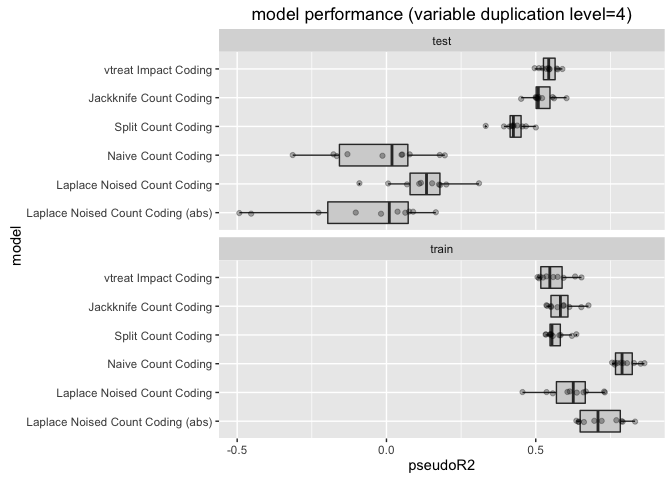 model performance (variable duplication level=4)
test
vtreat Impact Coding
Jackknife Count Coding
Split Count Coding
Naive Count Coding
Laplace Noised Count Coding
Laplace Noised Count Coding (abs)
model
train
vtreat Impact Coding
Jackknife Count Coding
Split Count Coding
Naive Count Coding
Laplace Noised Count Coding
Laplace Noised Count Coding (abs)
-0.5 0.0 0.5
pseudoR2